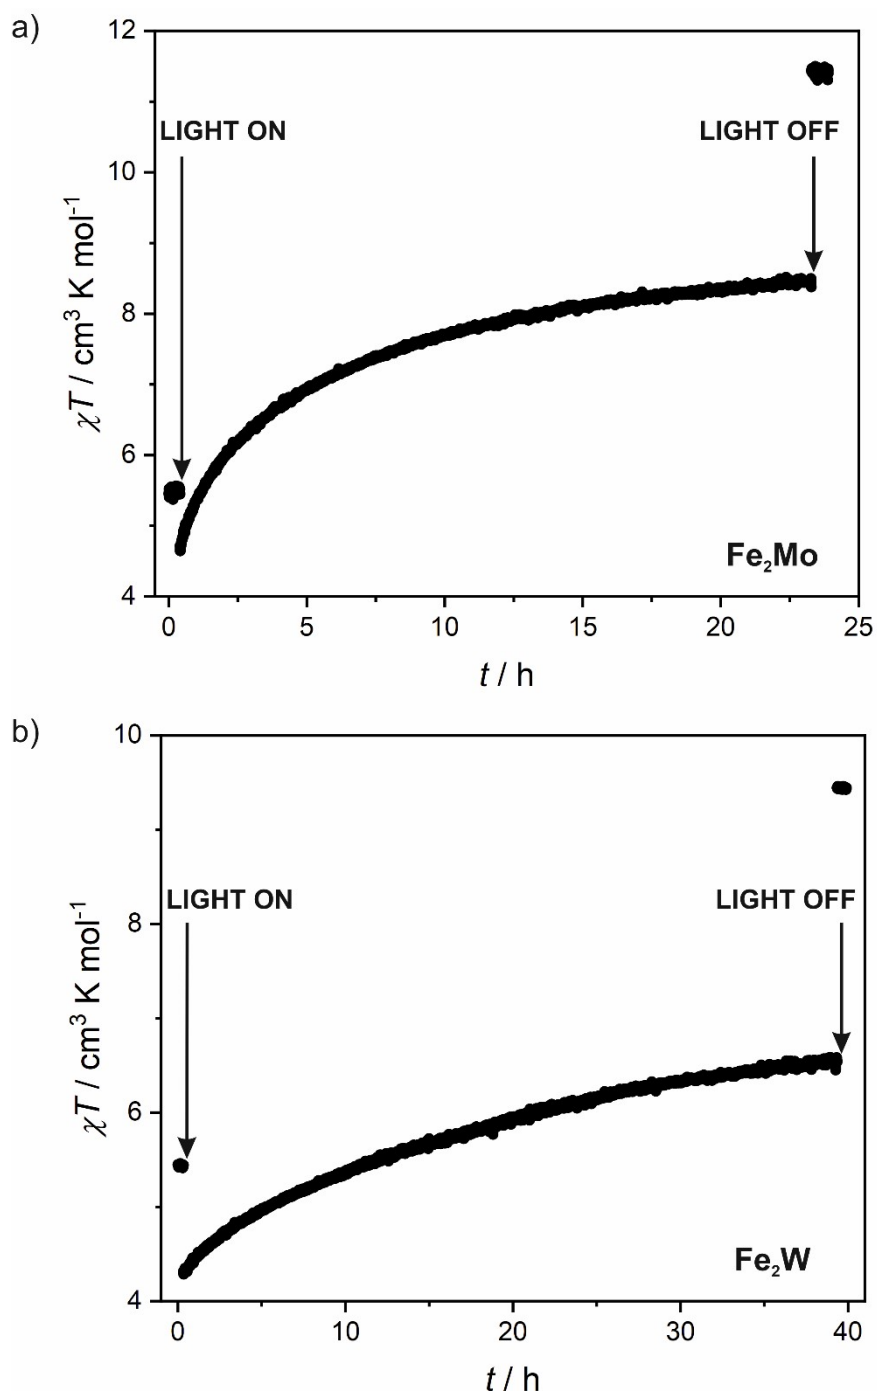 a)
12
10
8
6
4
χT / cm³ K mol⁻¹
LIGHT ON
LIGHT OFF
Fe₂Mo
0 5 10 15 20 25
t / h
b)
10
8
6
4
χT / cm³ K mol⁻¹
LIGHT ON
LIGHT OFF
Fe₂W
0 10 20 30 40
t / h